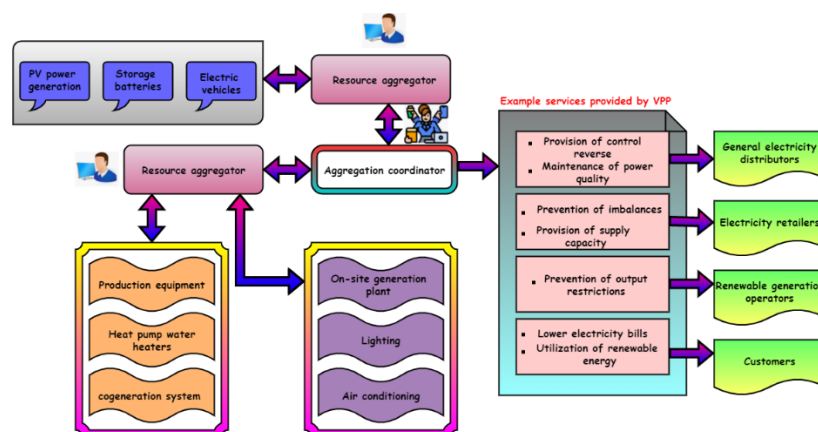 PV power
generation
Storage
batteries
Electric
vehicles
Resource aggregator
Resource aggregator
Aggregation coordinator
Production equipment
Heat pump water
heaters
cogeneration system
On-site generation
plant
Lighting
Air conditioning
Example services provided by VPP
▪ Provision of control
reverse
▪ Maintenance of power
quality
▪ Prevention of imbalances
▪ Provision of supply
capacity
▪ Prevention of output
restrictions
▪ Lower electricity bills
▪ Utilization of renewable
energy
General electricity
distributors
Electricity retailers
Renewable generation
operators
Customers